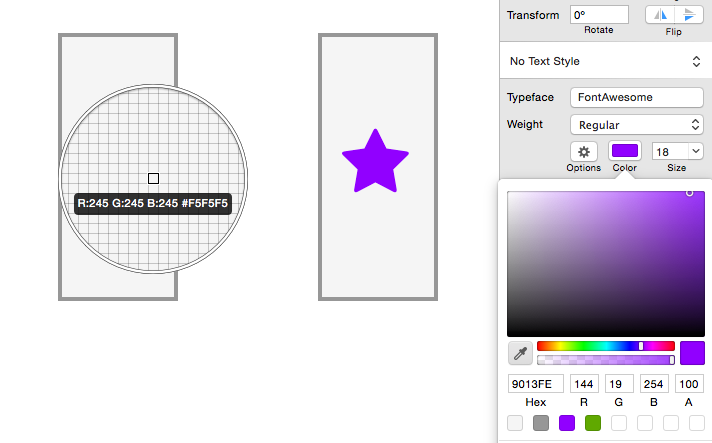 Transform
0º
Rotate
Flip
No Text Style
Typeface
FontAwesome
Weight
Regular
18
Options
Color
Size
R:245 G:245 B:245 #F5F5F5
9013FE
144
19
254
100
Hex
R
G
B
A